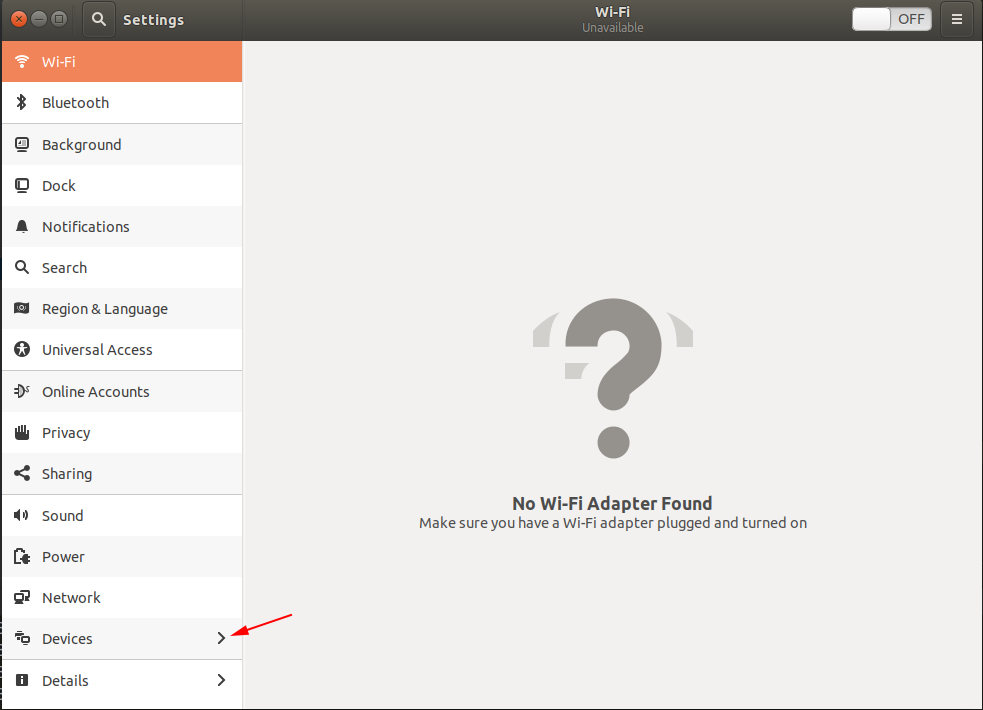 Settings
Wi-Fi
Unavailable
OFF
Wi-Fi
Bluetooth
Background
Dock
Notifications
Search
Region & Language
Universal Access
Online Accounts
Privacy
Sharing
Sound
Power
Network
Devices
Details
No Wi-Fi Adapter Found
Make sure you have a Wi-Fi adapter plugged and turned on